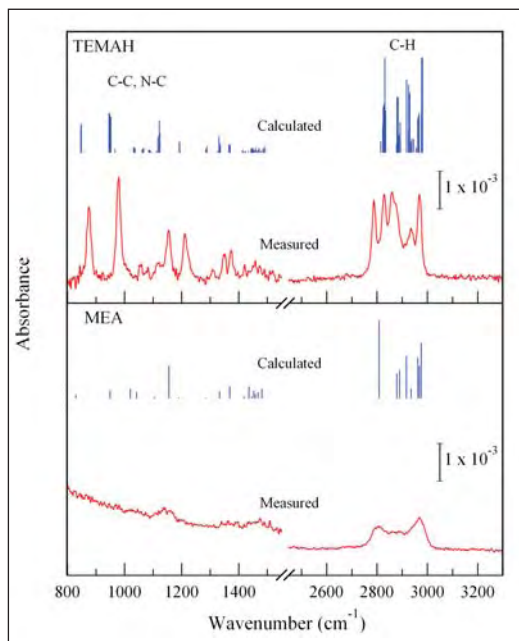 TEMAH
C-H
C-C, N-C
Calculated
1 x 10⁻³
Measured
Absorbance
MEA
Calculated
1 x 10⁻³
Measured
800 1000 1200 1400 2600 2800 3000 3200
Wavenumber (cm⁻¹)